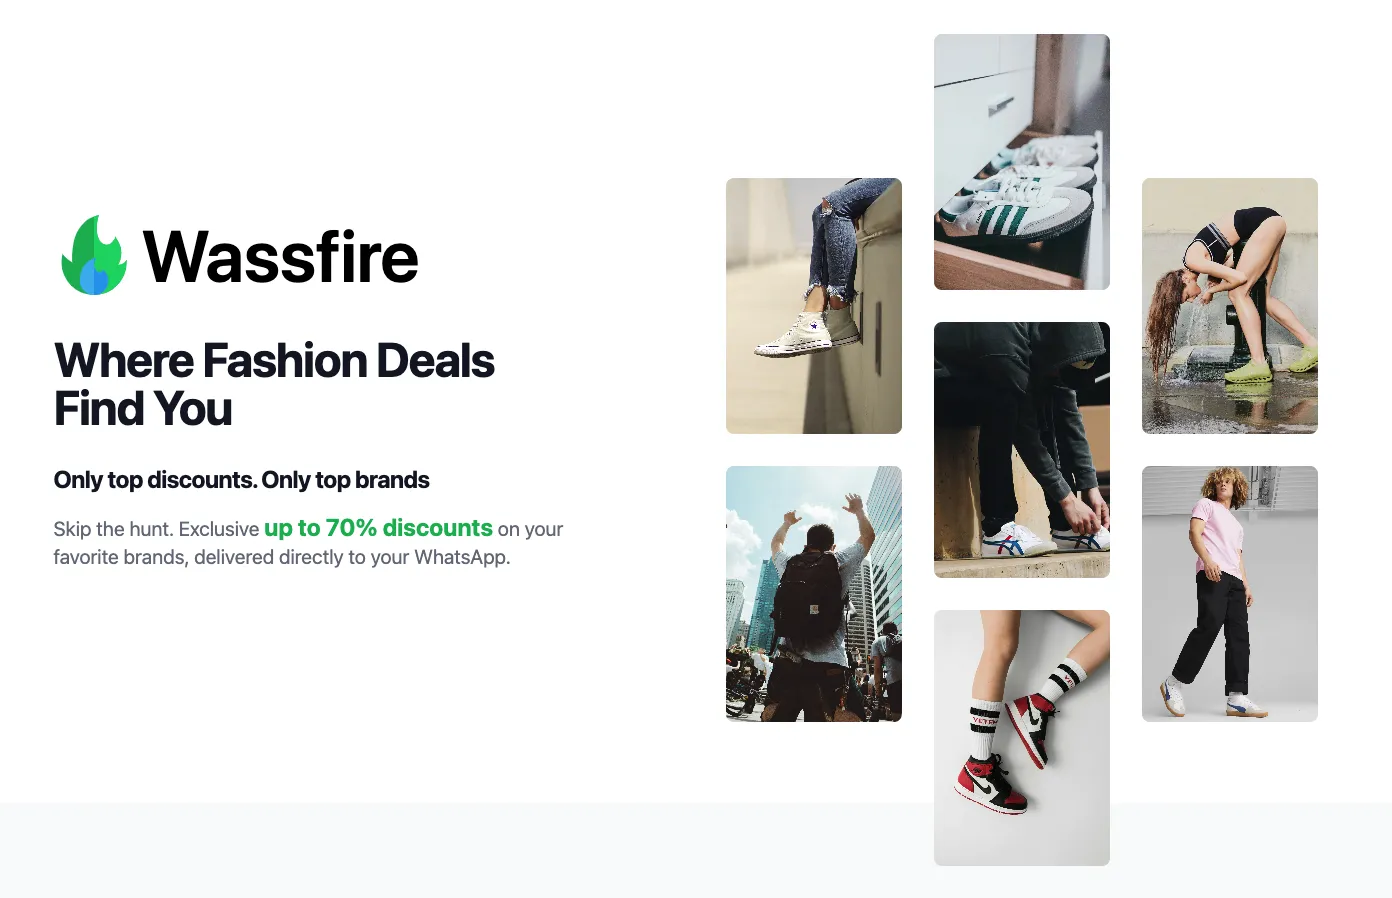 Wassfire
Where Fashion Deals
Find You
Only top discounts. Only top brands
Skip the hunt. Exclusive up to 70% discounts on your
favorite brands, delivered directly to your WhatsApp.